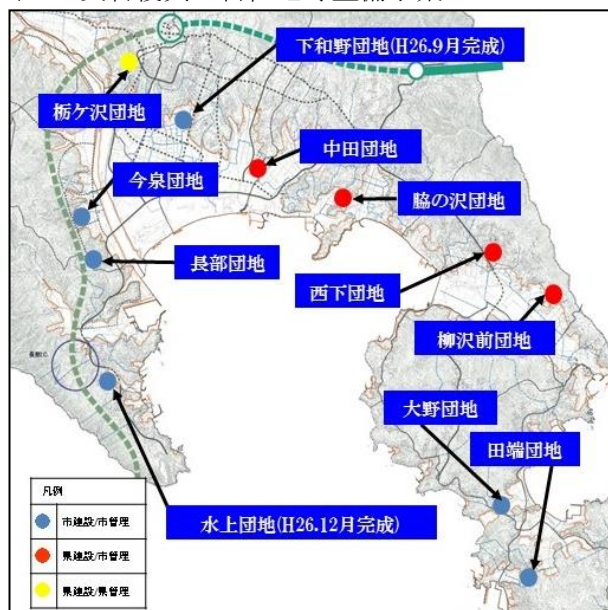 下和野団地(H26.9月完成)
栃ケ沢団地
中田団地
今泉団地
脇の沢団地
長部団地
西下団地
柳沢前団地
大野団地
田端団地
水上団地(H26.12月完成)
凡例
市建設/市管理
県建設/市管理
県建設/県管理